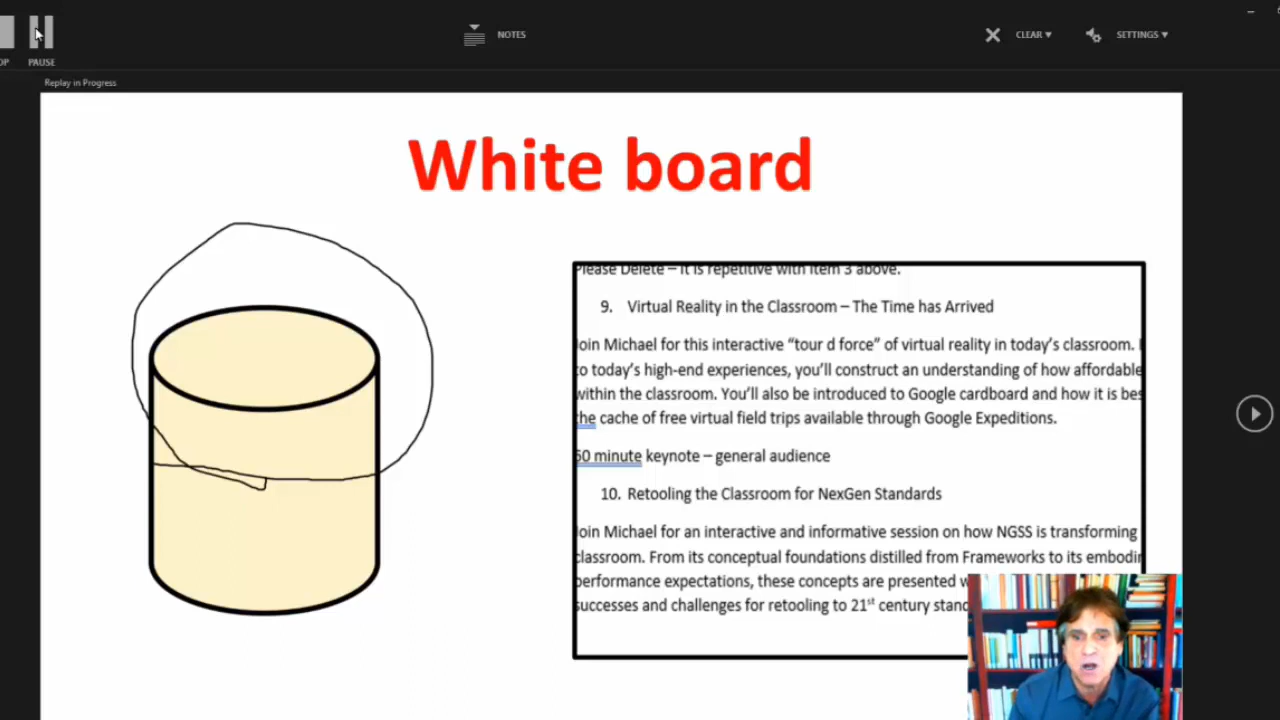 PAUSE
NOTES
CLEAR
SETTINGS
Replay in Progress
White board
Please Delete – It is repetitive with item 3 above.
9. Virtual Reality in the Classroom – The Time has Arrived
Join Michael for this interactive “tour d force” of virtual reality in today’s classroom.
to today’s high-end experiences, you’ll construct an understanding of how affordable
within the classroom. You’ll also be introduced to Google cardboard and how it is bes
the cache of free virtual field trips available through Google Expeditions.
60 minute keynote – general audience
10. Retooling the Classroom for NexGen Standards
Join Michael for an interactive and informative session on how NGSS is transforming
classroom. From its conceptual foundations distilled from Frameworks to its embodi
performance expectations, these concepts are presented
successes and challenges for retooling to 21st century stand